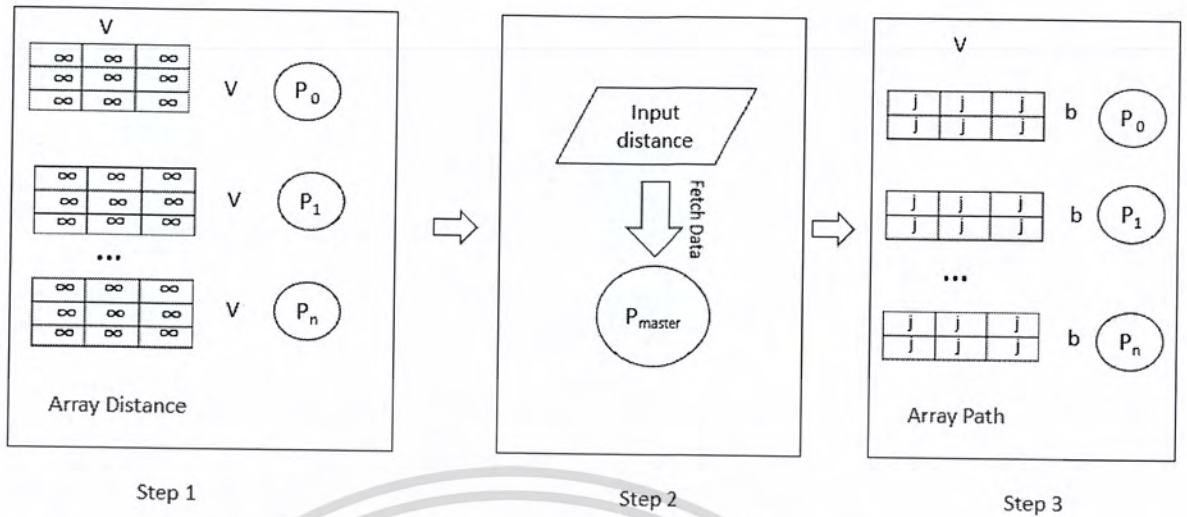 V
∞ ∞ ∞
∞ ∞ ∞
∞ ∞ ∞
V
P0
∞ ∞ ∞
∞ ∞ ∞
∞ ∞ ∞
V
P1
...
∞ ∞ ∞
∞ ∞ ∞
∞ ∞ ∞
V
Pn
Array Distance
Step 1
Input
distance
Fetch Data
Pmaster
Step 2
V
j j j
j j j
b
P0
j j j
j j j
b
P1
...
j j j
j j j
b
Pn
Array Path
Step 3